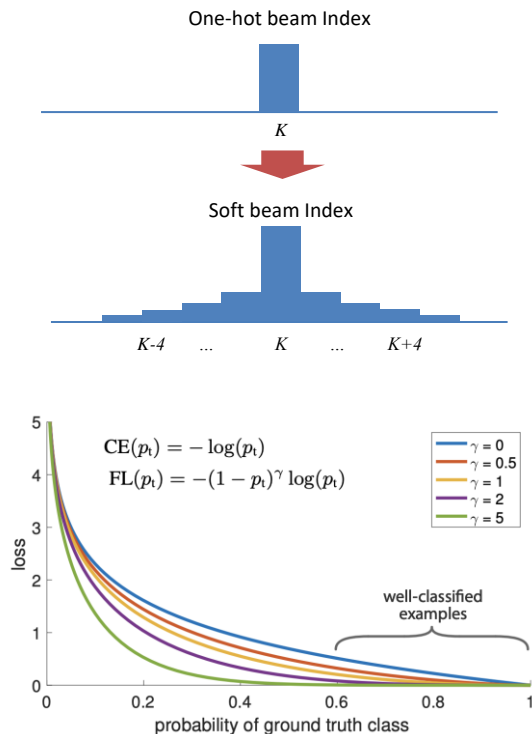 One-hot beam Index
K
Soft beam Index
K-4 ... K ... K+4
5
4
3
2
1
0
loss
CE(pt) = − log(pt)
FL(pt) = −(1 − pt)γ log(pt)
γ = 0
γ = 0.5
γ = 1
γ = 2
γ = 5
well-classified
examples
0 0.2 0.4 0.6 0.8 1
probability of ground truth class